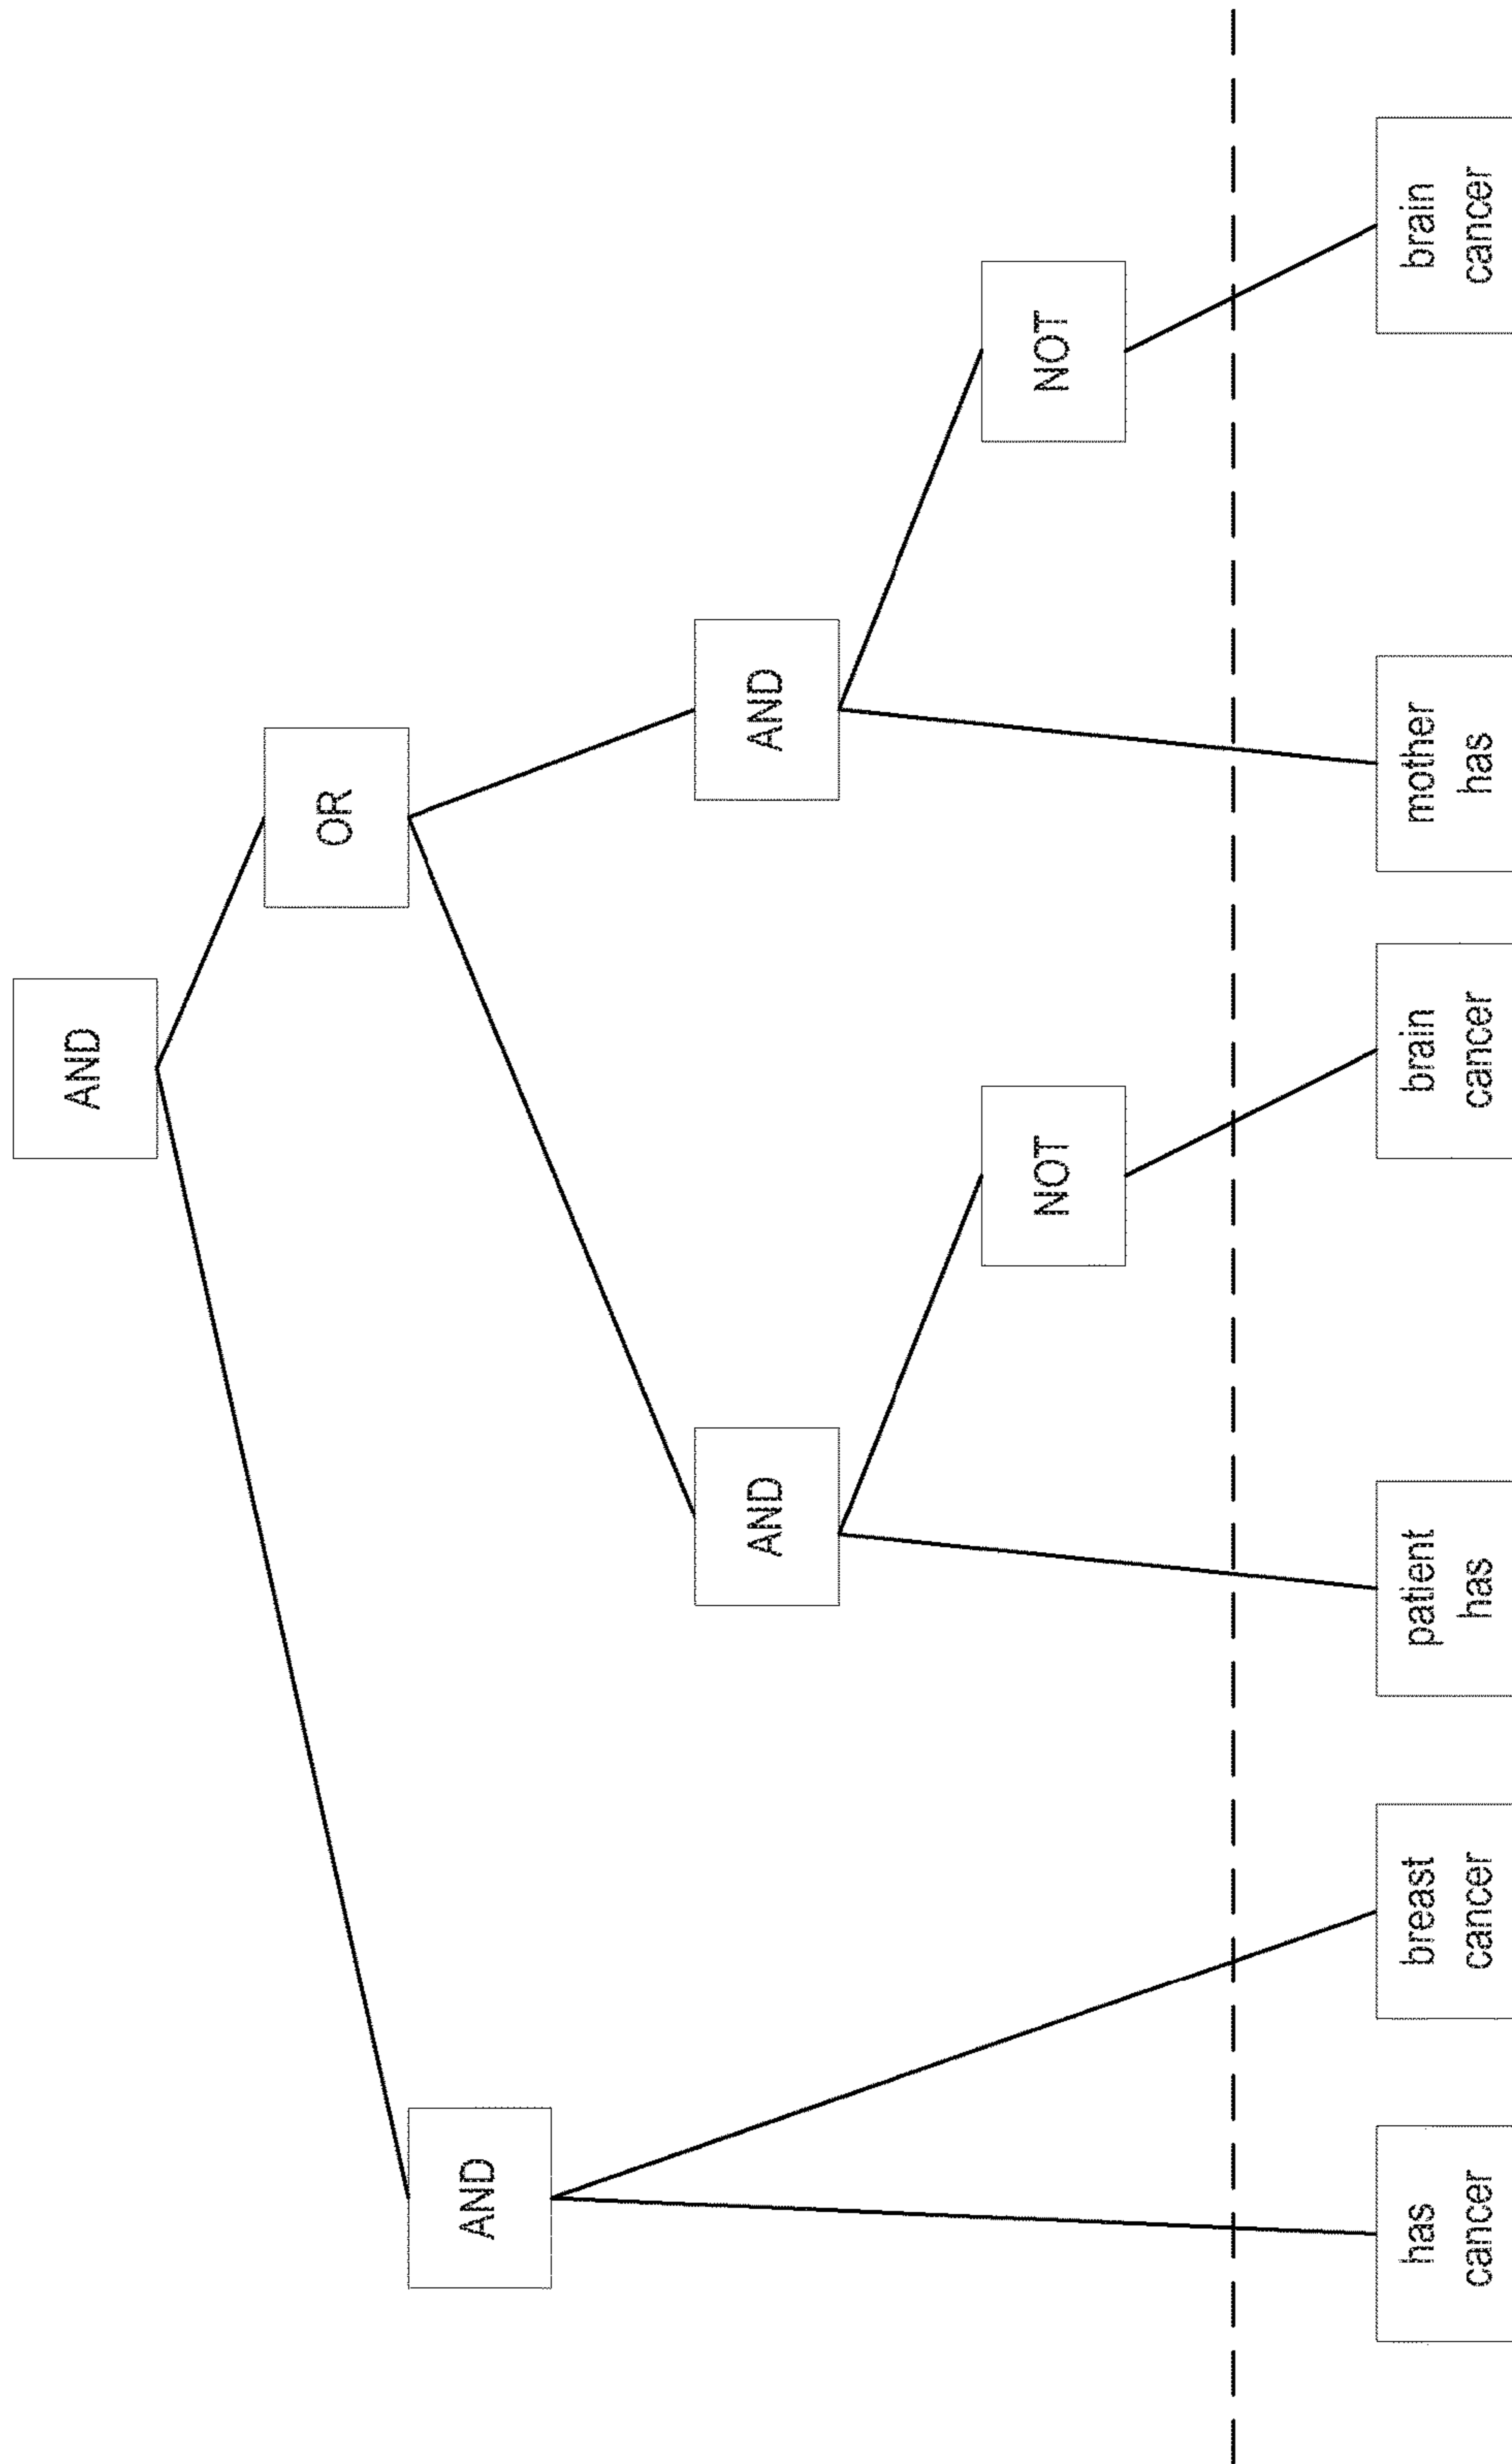 AND
OR
AND
AND
AND
NOT
NOT
has
cancer
breast
cancer
patient
has
brain
cancer
mother
has
brain
cancer